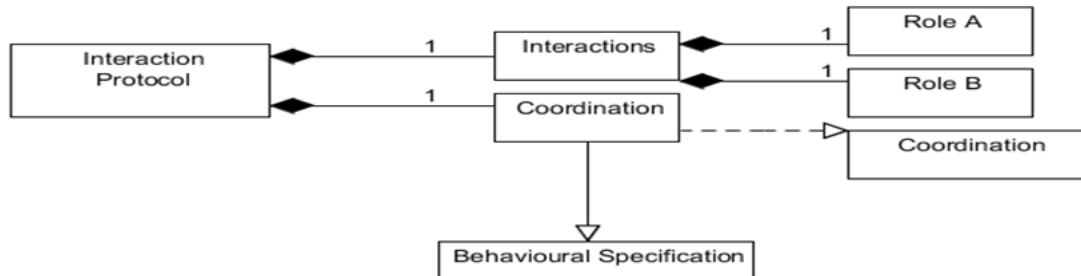 Interaction
Protocol
1
Interactions
1
Role A
1
Role B
1
Coordination
Coordination
Behavioural Specification